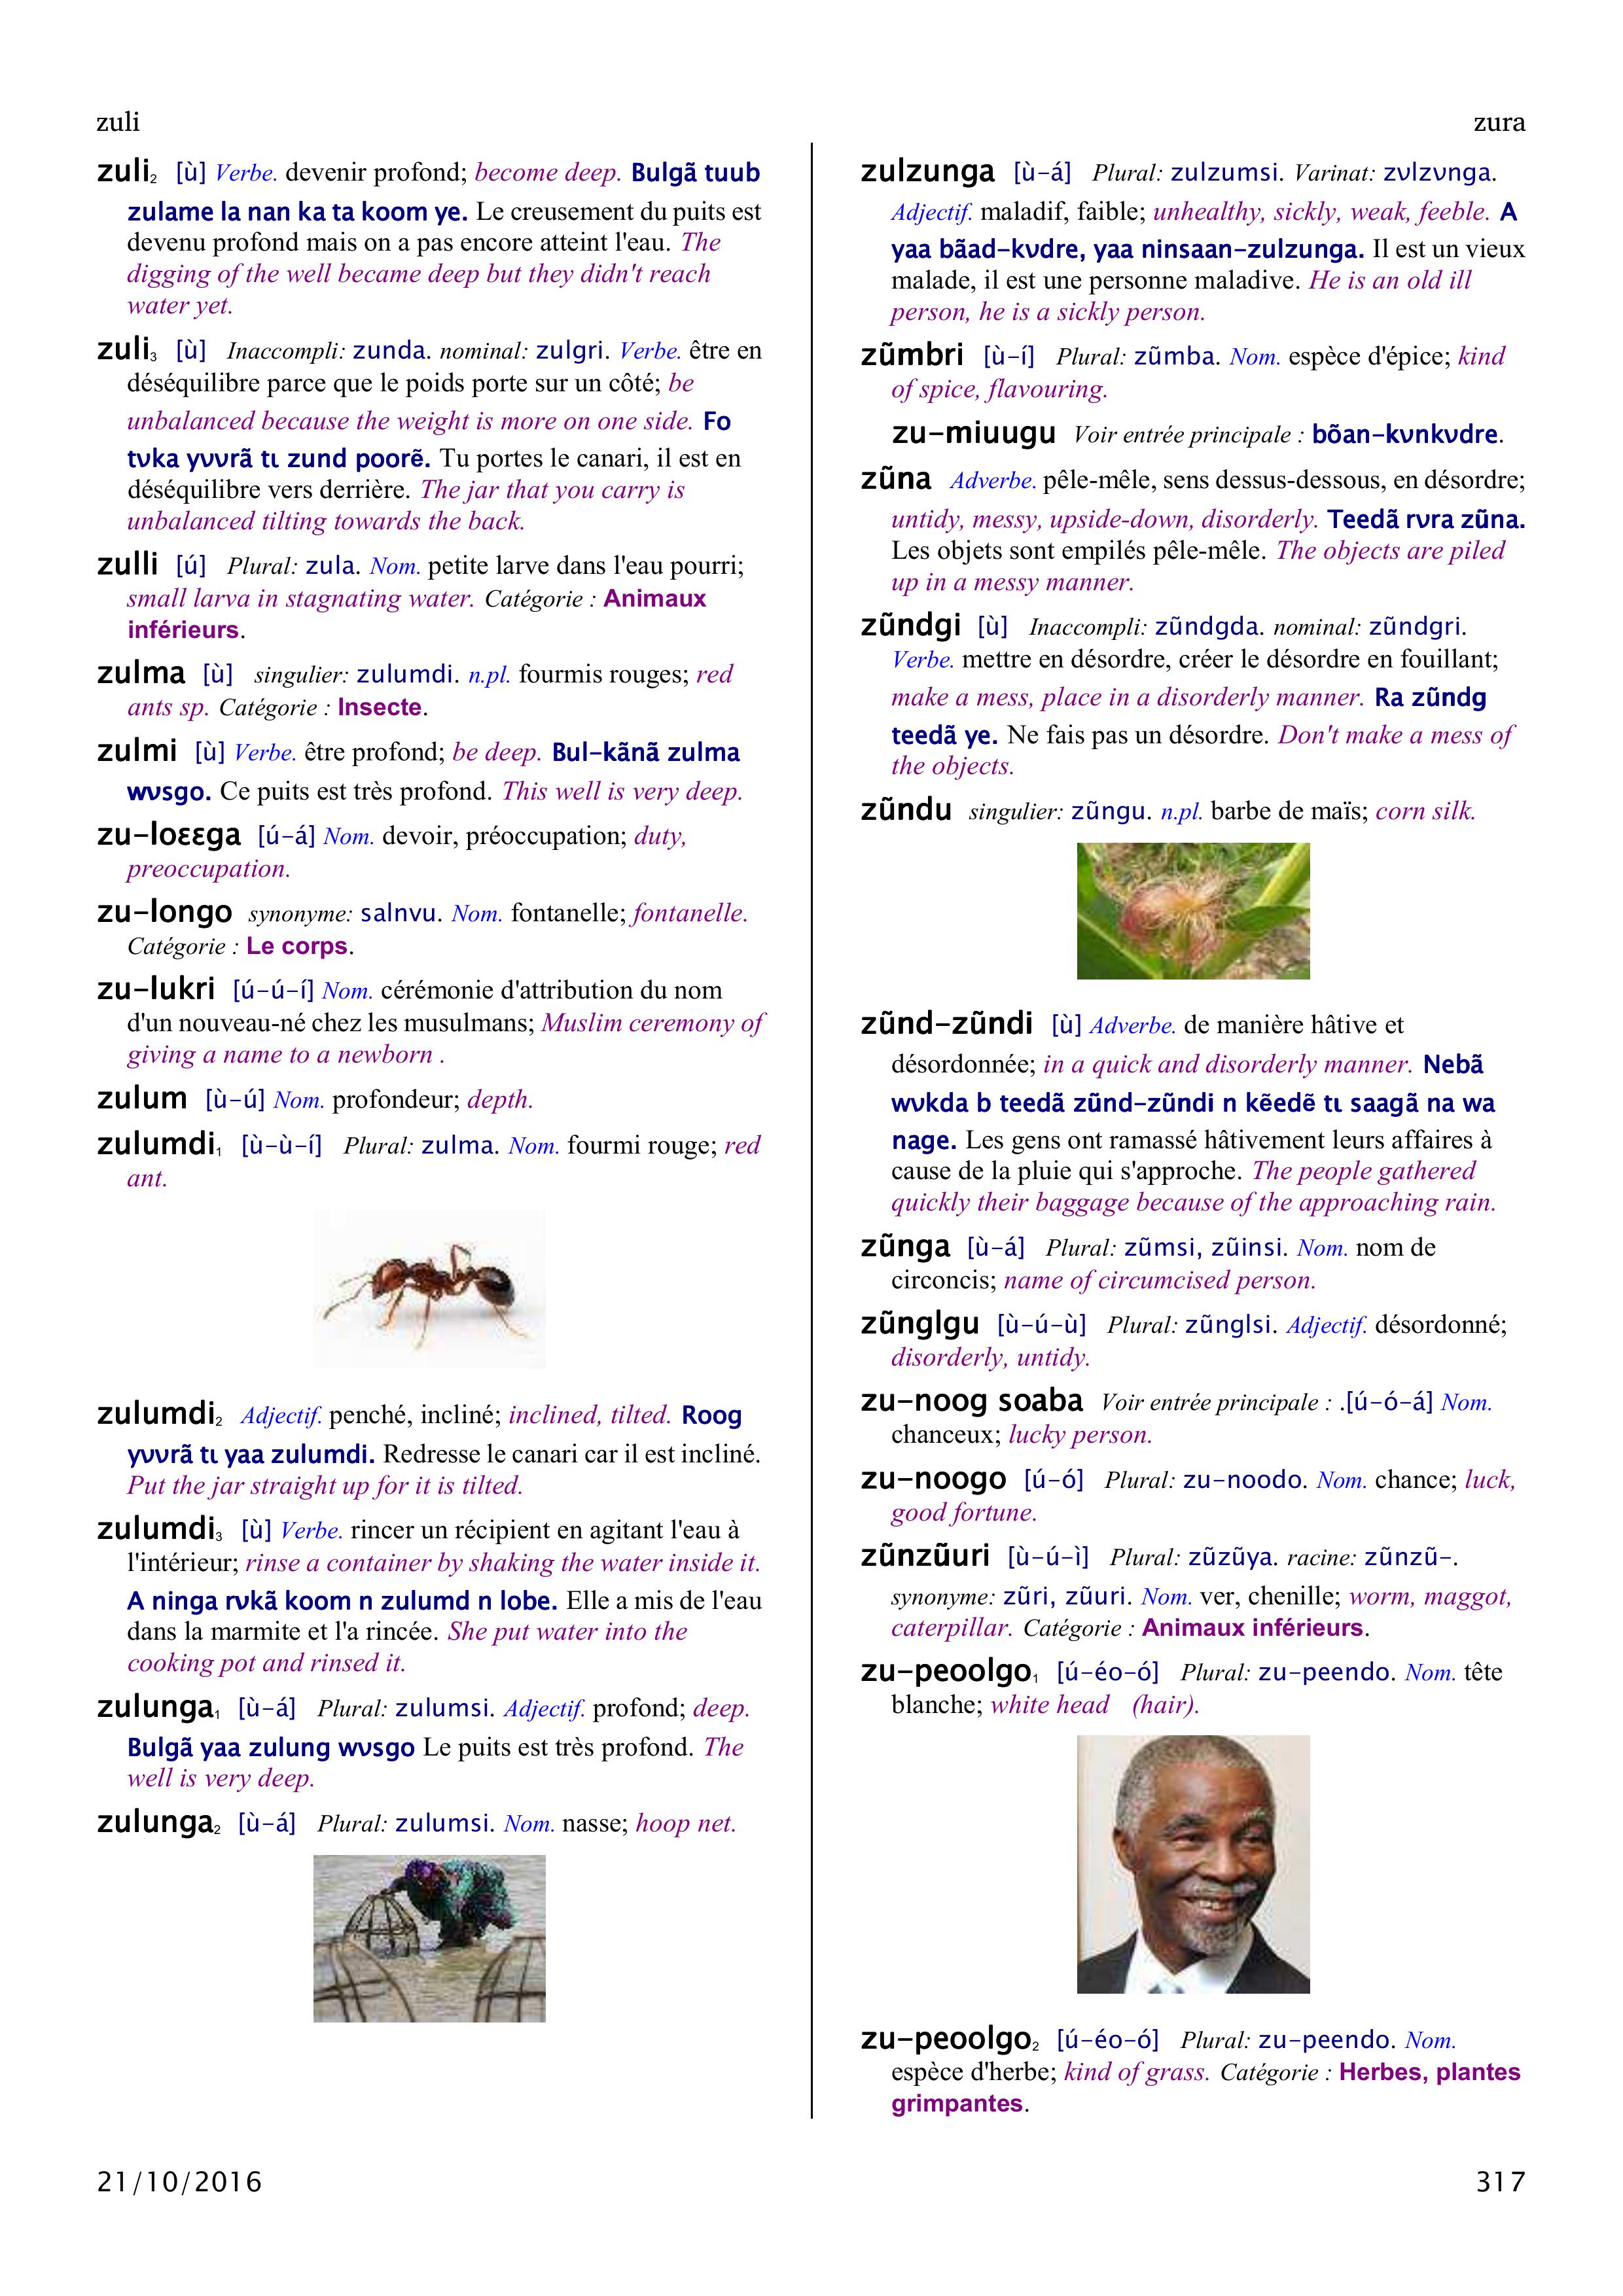 zuli
zura
zuli₂ [ù] Verbe. devenir profond; become deep. Bulgã tuub
zulame la nan ka ta koom ye. Le creusement du puits est
devenu profond mais on a pas encore atteint l'eau. The
digging of the well became deep but they didn't reach
water yet.
zuli₃ [ù] Inaccompli: zunda. nominal: zulgri. Verbe. être en
déséquilibre parce que le poids porte sur un côté; be
unbalanced because the weight is more on one side. Fo
tʋka yʋʋrã tɩ zund poorẽ. Tu portes le canari, il est en
déséquilibre vers derrière. The jar that you carry is
unbalanced tilting towards the back.
zulli [ú] Plural: zula. Nom. petite larve dans l'eau pourri;
small larva in stagnating water. Catégorie : Animaux
inférieurs.
zulma [ù] singulier: zulumdi. n.pl. fourmis rouges; red
ants sp. Catégorie : Insecte.
zulmi [ù] Verbe. être profond; be deep. Bul-kãnã zulma
wʋsgo. Ce puits est très profond. This well is very deep.
zu-loɛɛga [ú-á] Nom. devoir, préoccupation; duty,
preoccupation.
zu-longo synonyme: salnvu. Nom. fontanelle; fontanelle.
Catégorie : Le corps.
zu-lukri [ú-ú-í] Nom. cérémonie d'attribution du nom
d'un nouveau-né chez les musulmans; Muslim ceremony of
giving a name to a newborn .
zulum [ù-ú] Nom. profondeur; depth.
zulumdi₁ [ù-ù-í] Plural: zulma. Nom. fourmi rouge; red
ant.
zulumdi₂ Adjectif. penché, incliné; inclined, tilted. Roog
yʋʋrã tɩ yaa zulumdi. Redresse le canari car il est incliné.
Put the jar straight up for it is tilted.
zulumdi₃ [ù] Verbe. rincer un récipient en agitant l'eau à
l'intérieur; rinse a container by shaking the water inside it.
A ninga rʋkã koom n zulumd n lobe. Elle a mis de l'eau
dans la marmite et l'a rincée. She put water into the
cooking pot and rinsed it.
zulunga₁ [ù-á] Plural: zulumsi. Adjectif. profond; deep.
Bulgã yaa zulung wʋsgo Le puits est très profond. The
well is very deep.
zulunga₂ [ù-á] Plural: zulumsi. Nom. nasse; hoop net.
zulzunga [ù-á] Plural: zulzumsi. Varinat: zʋlzʋnga.
Adjectif. maladif, faible; unhealthy, sickly, weak, feeble. A
yaa bãad-kʋdre, yaa ninsaan-zulzunga. Il est un vieux
malade, il est une personne maladive. He is an old ill
person, he is a sickly person.
zũmbri [ù-í] Plural: zũmba. Nom. espèce d'épice; kind
of spice, flavouring.
zu-miuugu Voir entrée principale : bõan-kʋnkʋdre.
zũna Adverbe. pêle-mêle, sens dessus-dessous, en désordre;
untidy, messy, upside-down, disorderly. Teedã rʋra zũna.
Les objets sont empilés pêle-mêle. The objects are piled
up in a messy manner.
zũndgi [ù] Inaccompli: zũndgda. nominal: zũndgri.
Verbe. mettre en désordre, créer le désordre en fouillant;
make a mess, place in a disorderly manner. Ra zũndg
teedã ye. Ne fais pas un désordre. Don't make a mess of
the objects.
zũndu singulier: zũngu. n.pl. barbe de maïs; corn silk.
zũnd-zũndi [ù] Adverbe. de manière hâtive et
désordonnée; in a quick and disorderly manner. Nebã
wʋkda b teedã zũnd-zũndi n kẽedẽ tɩ saagã na wa
nage. Les gens ont ramassé hâtivement leurs affaires à
cause de la pluie qui s'approche. The people gathered
quickly their baggage because of the approaching rain.
zũnga [ù-á] Plural: zũmsi, zũinsi. Nom. nom de
circoncis; name of circumcised person.
zũnglgu [ù-ú-ù] Plural: zũnglsi. Adjectif. désordonné;
disorderly, untidy.
zu-noog soaba Voir entrée principale : .[ú-ó-á] Nom.
chanceux; lucky person.
zu-noogo [ú-ó] Plural: zu-noodo. Nom. chance; luck,
good fortune.
zũnzũuri [ù-ú-ì] Plural: zũzũya. racine: zũnzũ-.
synonyme: zũri, zũuri. Nom. ver, chenille; worm, maggot,
caterpillar. Catégorie : Animaux inférieurs.
zu-peoolgo₁ [ú-éo-ó] Plural: zu-peendo. Nom. tête
blanche; white head (hair).
zu-peoolgo₂ [ú-éo-ó] Plural: zu-peendo. Nom.
espèce d'herbe; kind of grass. Catégorie : Herbes, plantes
grimpantes.
21/10/2016
317